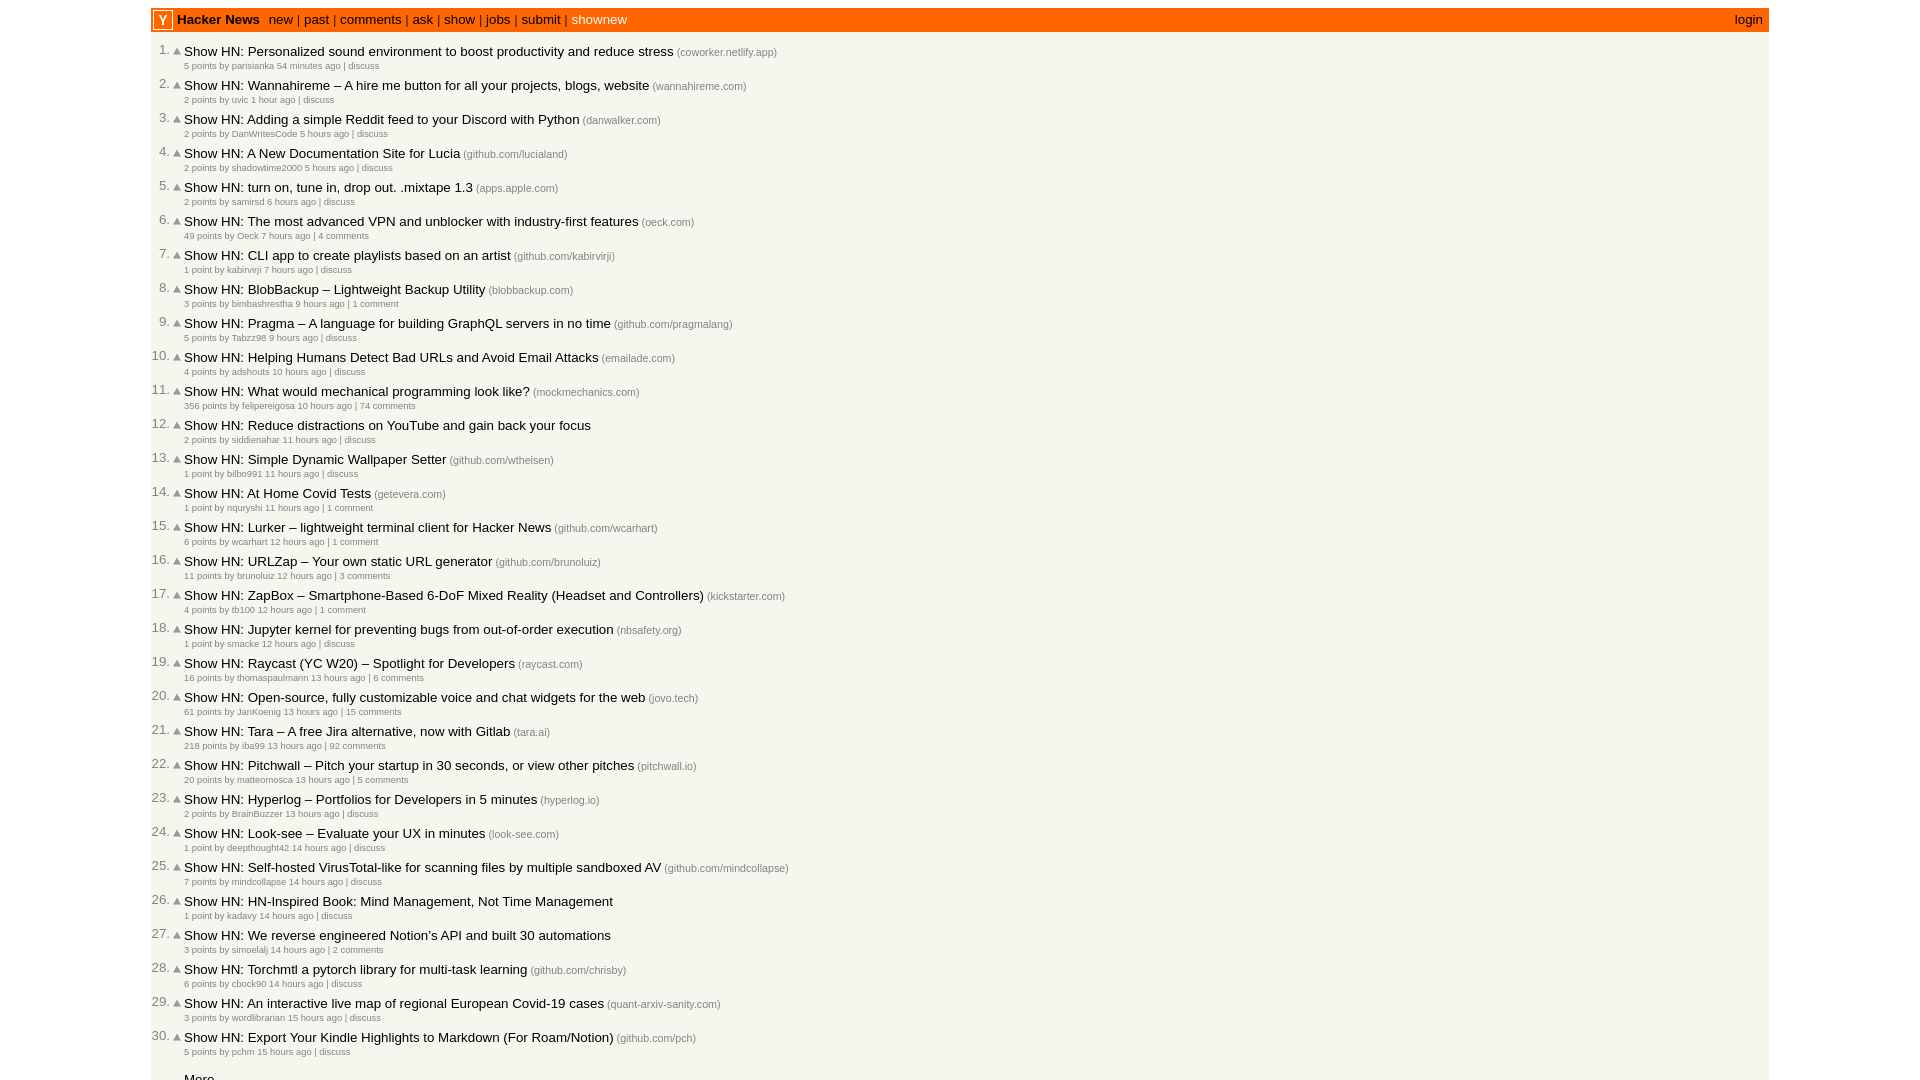 Y Hacker News new | past | comments | ask | show | jobs | submit | shownew login
1. Show HN: Personalized sound environment to boost productivity and reduce stress (coworker.netlify.app)
5 points by parisianka 54 minutes ago | discuss
2. Show HN: Wannahireme – A hire me button for all your projects, blogs, website (wannahireme.com)
2 points by uvic 1 hour ago | discuss
3. Show HN: Adding a simple Reddit feed to your Discord with Python (danwalker.com)
2 points by DanWritesCode 5 hours ago | discuss
4. Show HN: A New Documentation Site for Lucia (github.com/lucialand)
2 points by shadowtime2000 5 hours ago | discuss
5. Show HN: turn on, tune in, drop out. .mixtape 1.3 (apps.apple.com)
2 points by samirsd 6 hours ago | discuss
6. Show HN: The most advanced VPN and unblocker with industry-first features (oeck.com)
49 points by Oeck 7 hours ago | 4 comments
7. Show HN: CLI app to create playlists based on an artist (github.com/kabirvirji)
1 point by kabirvirji 7 hours ago | discuss
8. Show HN: BlobBackup – Lightweight Backup Utility (blobbackup.com)
3 points by bimbashrestha 9 hours ago | 1 comment
9. Show HN: Pragma – A language for building GraphQL servers in no time (github.com/pragmalang)
5 points by Tabzz98 9 hours ago | discuss
10. Show HN: Helping Humans Detect Bad URLs and Avoid Email Attacks (emailade.com)
4 points by adshouts 10 hours ago | discuss
11. Show HN: What would mechanical programming look like? (mockmechanics.com)
356 points by felipereigosa 10 hours ago | 74 comments
12. Show HN: Reduce distractions on YouTube and gain back your focus
2 points by siddienahar 11 hours ago | discuss
13. Show HN: Simple Dynamic Wallpaper Setter (github.com/wtheisen)
1 point by bilbo991 11 hours ago | discuss
14. Show HN: At Home Covid Tests (getevera.com)
1 point by nquryshi 11 hours ago | 1 comment
15. Show HN: Lurker – lightweight terminal client for Hacker News (github.com/wcarhart)
6 points by wcarhart 12 hours ago | 1 comment
16. Show HN: URLZap – Your own static URL generator (github.com/brunoluiz)
11 points by brunoluiz 12 hours ago | 3 comments
17. Show HN: ZapBox – Smartphone-Based 6-DoF Mixed Reality (Headset and Controllers) (kickstarter.com)
4 points by tb100 12 hours ago | 1 comment
18. Show HN: Jupyter kernel for preventing bugs from out-of-order execution (nbsafety.org)
1 point by smacke 12 hours ago | discuss
19. Show HN: Raycast (YC W20) – Spotlight for Developers (raycast.com)
16 points by thomaspaulmann 13 hours ago | 6 comments
20. Show HN: Open-source, fully customizable voice and chat widgets for the web (jovo.tech)
61 points by JanKoenig 13 hours ago | 15 comments
21. Show HN: Tara – A free Jira alternative, now with Gitlab (tara.ai)
218 points by iba99 13 hours ago | 92 comments
22. Show HN: Pitchwall – Pitch your startup in 30 seconds, or view other pitches (pitchwall.io)
20 points by matteomosca 13 hours ago | 5 comments
23. Show HN: Hyperlog – Portfolios for Developers in 5 minutes (hyperlog.io)
2 points by BrainBuzzer 13 hours ago | discuss
24. Show HN: Look-see – Evaluate your UX in minutes (look-see.com)
1 point by deepthought42 14 hours ago | discuss
25. Show HN: Self-hosted VirusTotal-like for scanning files by multiple sandboxed AV (github.com/mindcollapse)
7 points by mindcollapse 14 hours ago | discuss
26. Show HN: HN-Inspired Book: Mind Management, Not Time Management
1 point by kadavy 14 hours ago | discuss
27. Show HN: We reverse engineered Notion’s API and built 30 automations
3 points by simoelalj 14 hours ago | 2 comments
28. Show HN: Torchmtl a pytorch library for multi-task learning (github.com/chrisby)
6 points by cbock90 14 hours ago | discuss
29. Show HN: An interactive live map of regional European Covid-19 cases (quant-arxiv-sanity.com)
3 points by wordlibrarian 15 hours ago | discuss
30. Show HN: Export Your Kindle Highlights to Markdown (For Roam/Notion) (github.com/pch)
5 points by pchm 15 hours ago | discuss
More